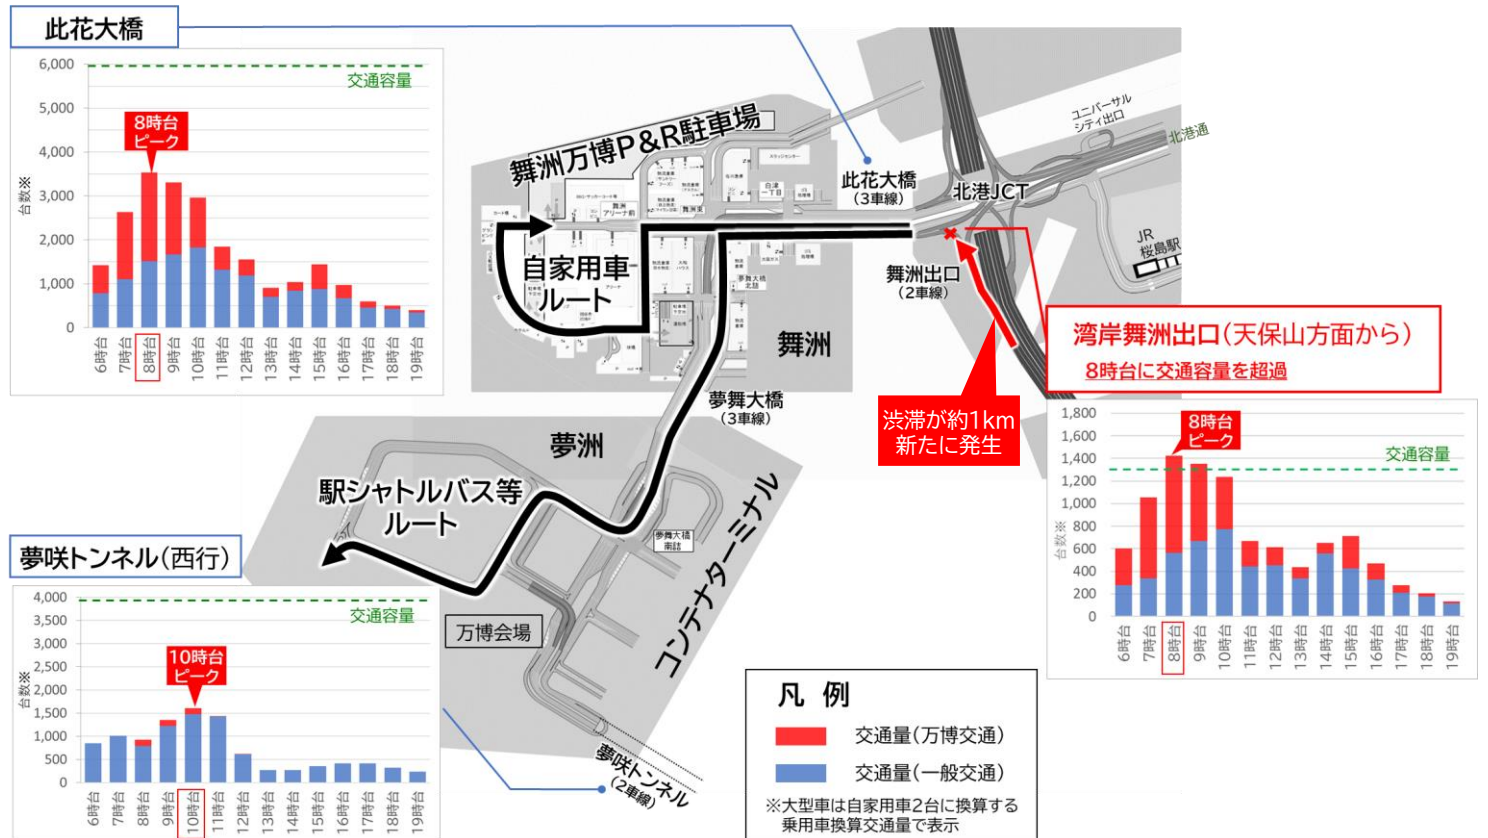 此花大橋
6,000
5,000
4,000
3,000
2,000
1,000
0
台数※
交通容量
8時台
ピーク
6時台
7時台
8時台
9時台
10時台
11時台
12時台
13時台
14時台
15時台
16時台
17時台
18時台
19時台
舞洲万博P&R駐車場
此花大橋
(3車線)
北港JCT
ユニバーサル
シティ出口
北港通
JR
桜島駅
舞洲
アリーナ前
舞洲東
夢舞大橋
北詰
自家用車
ルート
舞洲出口
(2車線)
舞洲
夢舞大橋
(3車線)
渋滞が約1km
新たに発生
湾岸舞洲出口(天保山方面から)
8時台に交通容量を超過
1,800
1,600
1,400
1,200
1,000
800
600
400
200
0
台数※
交通容量
8時台
ピーク
6時台
7時台
8時台
9時台
10時台
11時台
12時台
13時台
14時台
15時台
16時台
17時台
18時台
19時台
夢洲
駅シャトルバス等
ルート
夢舞大橋
南詰
コンテナターミナル
万博会場
夢咲トンネル
(2車線)
夢咲トンネル(西行)
4,000
3,500
3,000
2,500
2,000
1,500
1,000
500
0
台数※
交通容量
10時台
ピーク
6時台
7時台
8時台
9時台
10時台
11時台
12時台
13時台
14時台
15時台
16時台
17時台
18時台
19時台
凡 例
交通量(万博交通)
交通量(一般交通)
※大型車は自家用車2台に換算する
乗用車換算交通量で表示